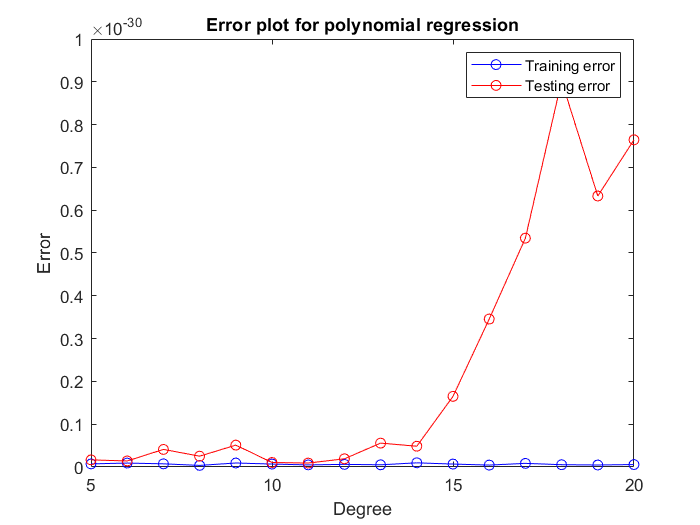 Error plot for polynomial regression
×10-30
1
0.9
0.8
0.7
0.6
0.5
0.4
0.3
0.2
0.1
0
Error
Training error
Testing error
5 10 15 20
Degree